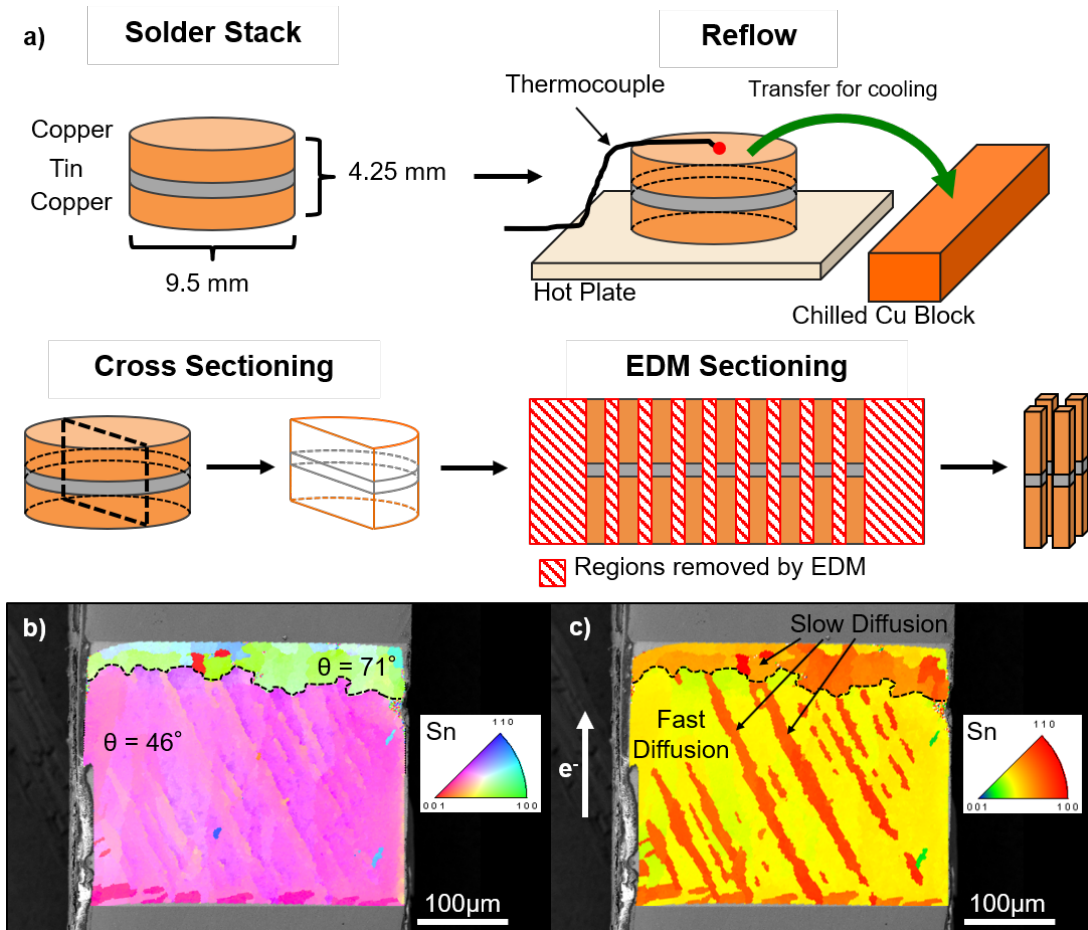 a)
Solder Stack
Reflow
Copper
Tin
Copper
4.25 mm
9.5 mm
Thermocouple
Transfer for cooling
Hot Plate
Chilled Cu Block
Cross Sectioning
EDM Sectioning
Regions removed by EDM
b)
θ = 71°
θ = 46°
Sn
110
001
100
100µm
c)
Slow Diffusion
Fast
Diffusion
e-
Sn
110
001
100
100µm